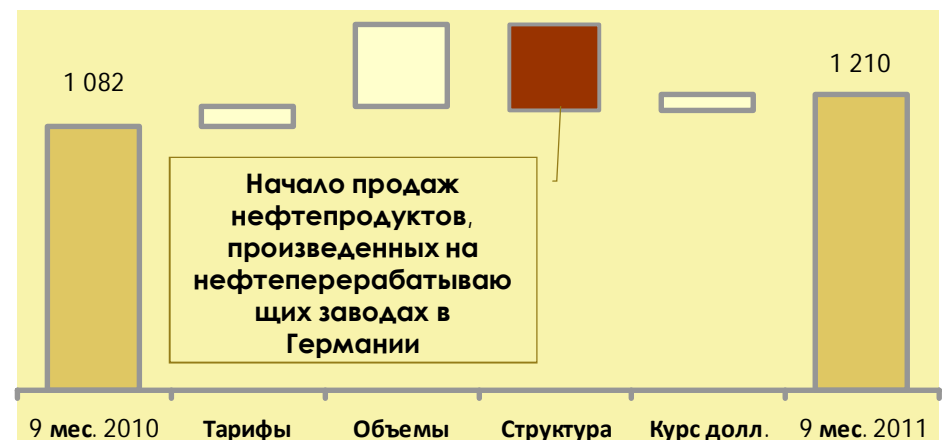 1 082
1 210
Начало продаж
нефтепродуктов,
произведенных на
нефтеперерабатываю
щих заводах в
Германии
9 мес. 2010 Тарифы Объемы Структура Курс долл. 9 мес. 2011